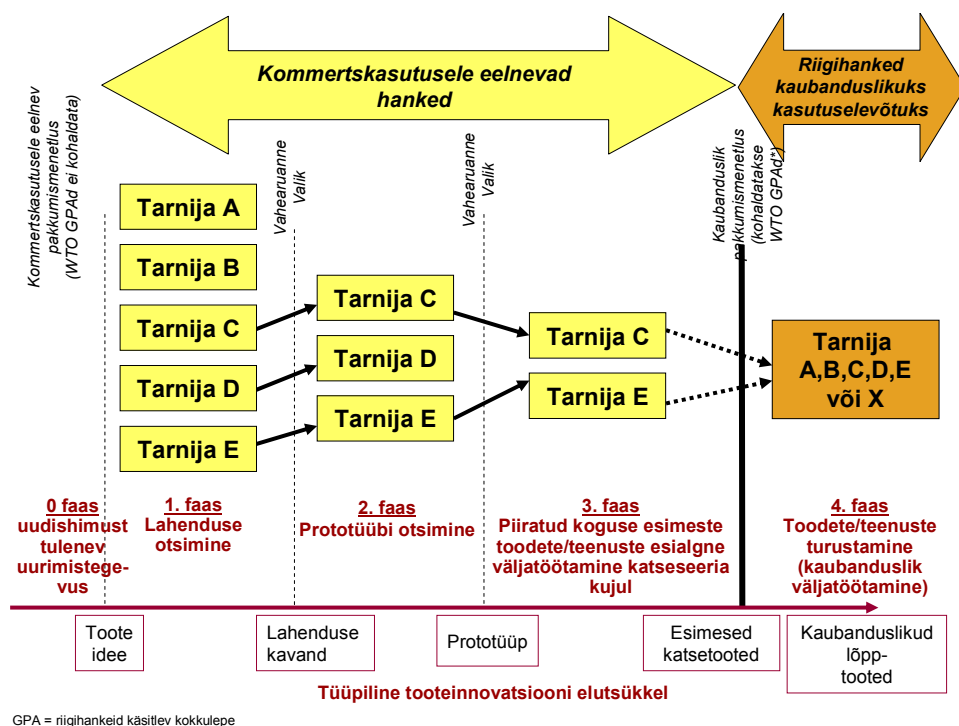 Kommertskasutusele eelnevad
hanked
Riigihanked
kaubanduslikuks
kasutuselevõtuks
Kommertskasutusele eelnev
pakkumismenetlus
(WTO GPAd ei kohaldata)
Vahearuanne
Valik
Vahearuanne
Valik
Kaubanduslik
pakkumismenetlus
(kohaldatakse
WTO GPAd*)
Tarnija A
Tarnija B
Tarnija C
Tarnija D
Tarnija E
Tarnija C
Tarnija D
Tarnija E
Tarnija C
Tarnija E
Tarnija
A,B,C,D,E
või X
0 faas
uudishimust
tulenev
uurimistege-
vus
1. faas
Lahenduse
otsimine
2. faas
Prototüübi otsimine
3. faas
Piiratud koguse esimeste
toodete/teenuste esialgne
väljatöötamine katseseeria
kujul
4. faas
Toodete/teenuste
turustamine
(kaubanduslik
väljatöötamine)
Toote
idee
Lahenduse
kavand
Prototüüp
Esimesed
katsetooted
Kaubanduslikud
lõpp-
tooted
Tüüpiline tooteinnovatsiooni elutsükkel
GPA = riigihankeid käsitlev kokkulepe